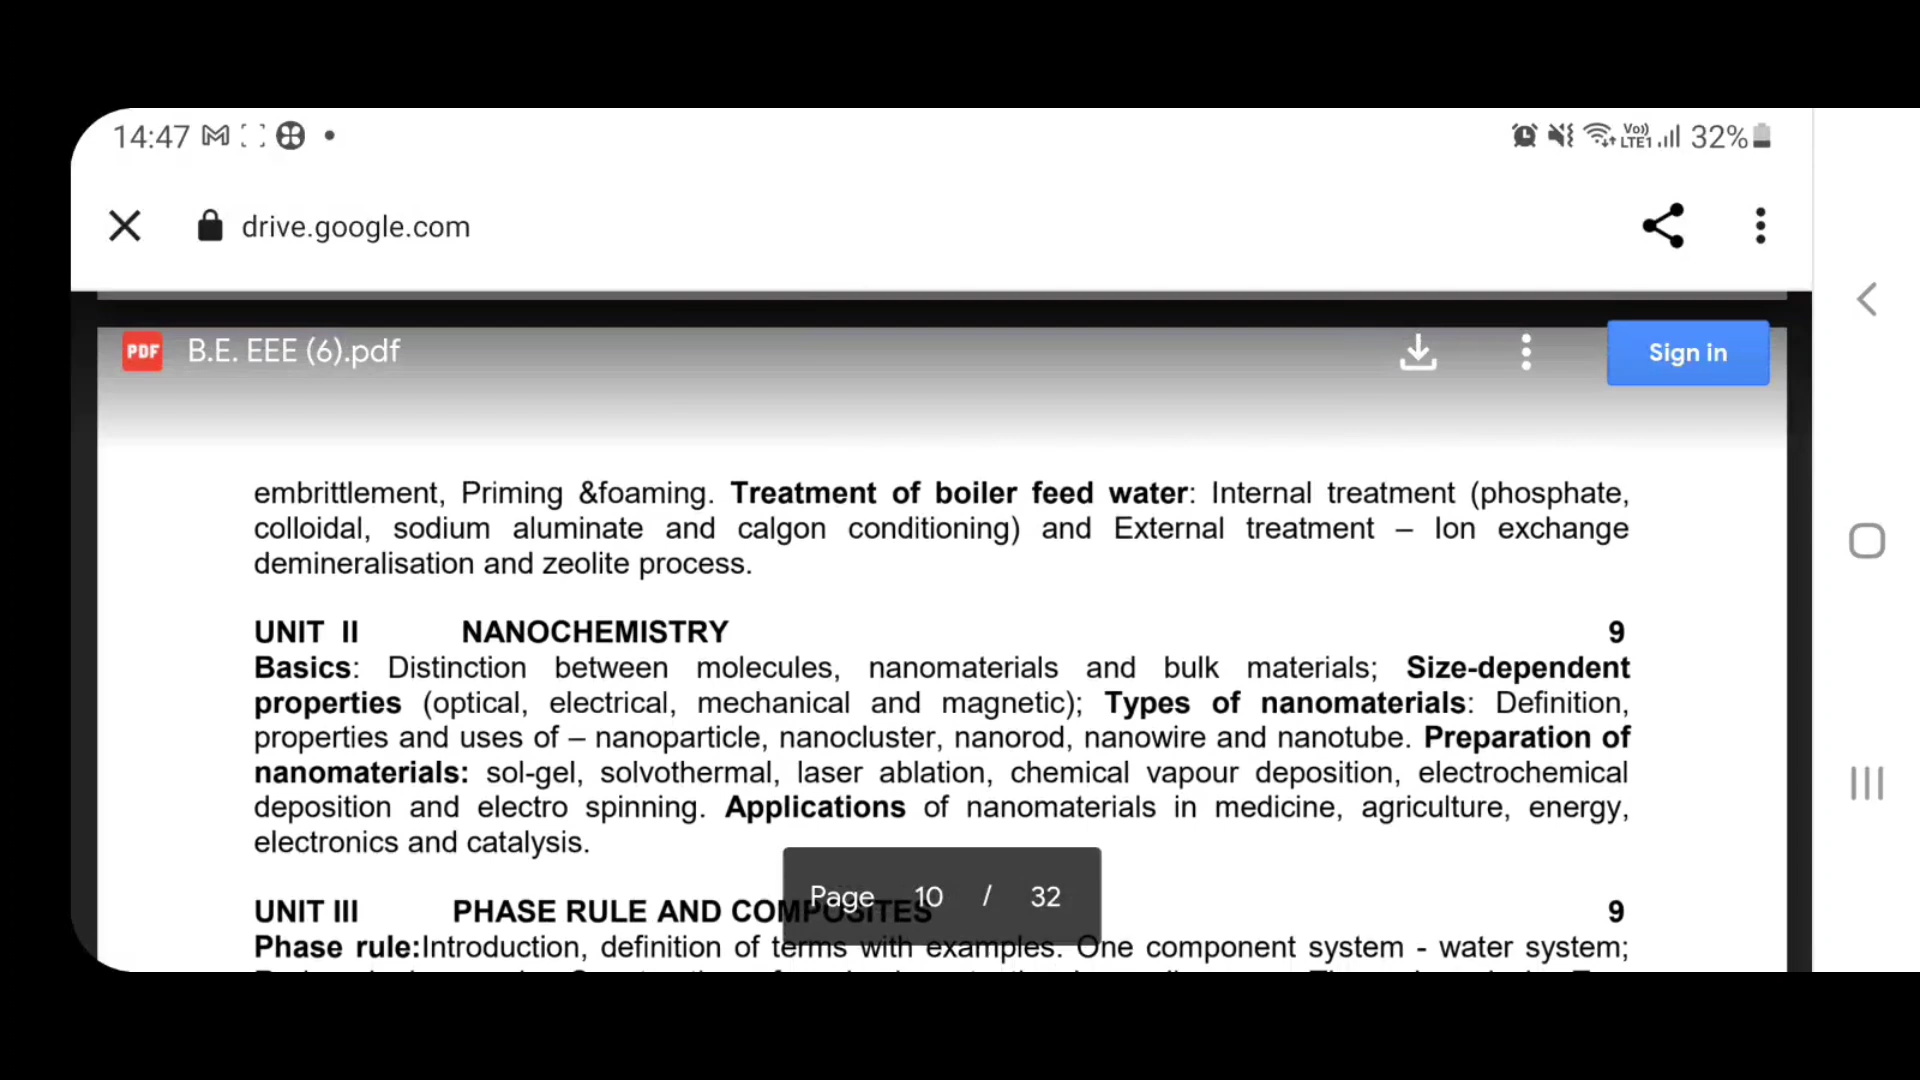 14:47
Vo)) LTE1 32%
drive.google.com
PDF B.E. EEE (6).pdf Sign in
embrittlement, Priming &foaming. Treatment of boiler feed water: Internal treatment (phosphate,
colloidal, sodium aluminate and calgon conditioning) and External treatment – Ion exchange
demineralisation and zeolite process.
UNIT II NANOCHEMISTRY 9
Basics: Distinction between molecules, nanomaterials and bulk materials; Size-dependent
properties (optical, electrical, mechanical and magnetic); Types of nanomaterials: Definition,
properties and uses of – nanoparticle, nanocluster, nanorod, nanowire and nanotube. Preparation of
nanomaterials: sol-gel, solvothermal, laser ablation, chemical vapour deposition, electrochemical
deposition and electro spinning. Applications of nanomaterials in medicine, agriculture, energy,
electronics and catalysis.
Page 10 / 32
UNIT III PHASE RULE AND COMPOSITES 9
Phase rule:Introduction, definition of terms with examples. One component system - water system;